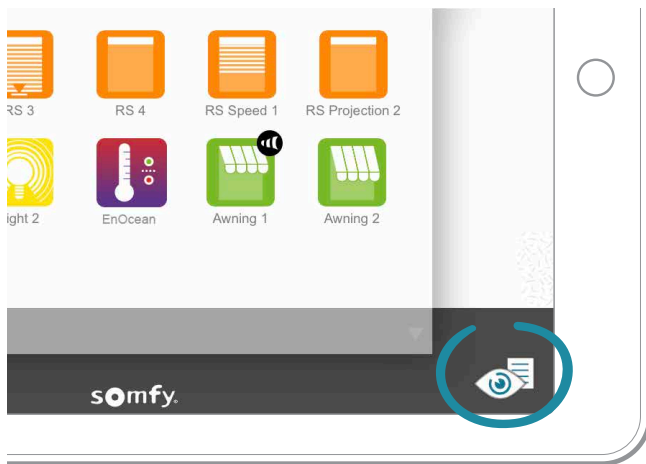 RS 3 RS 4 RS Speed 1 RS Projection 2
ight 2 EnOcean Awning 1 Awning 2
somfy.